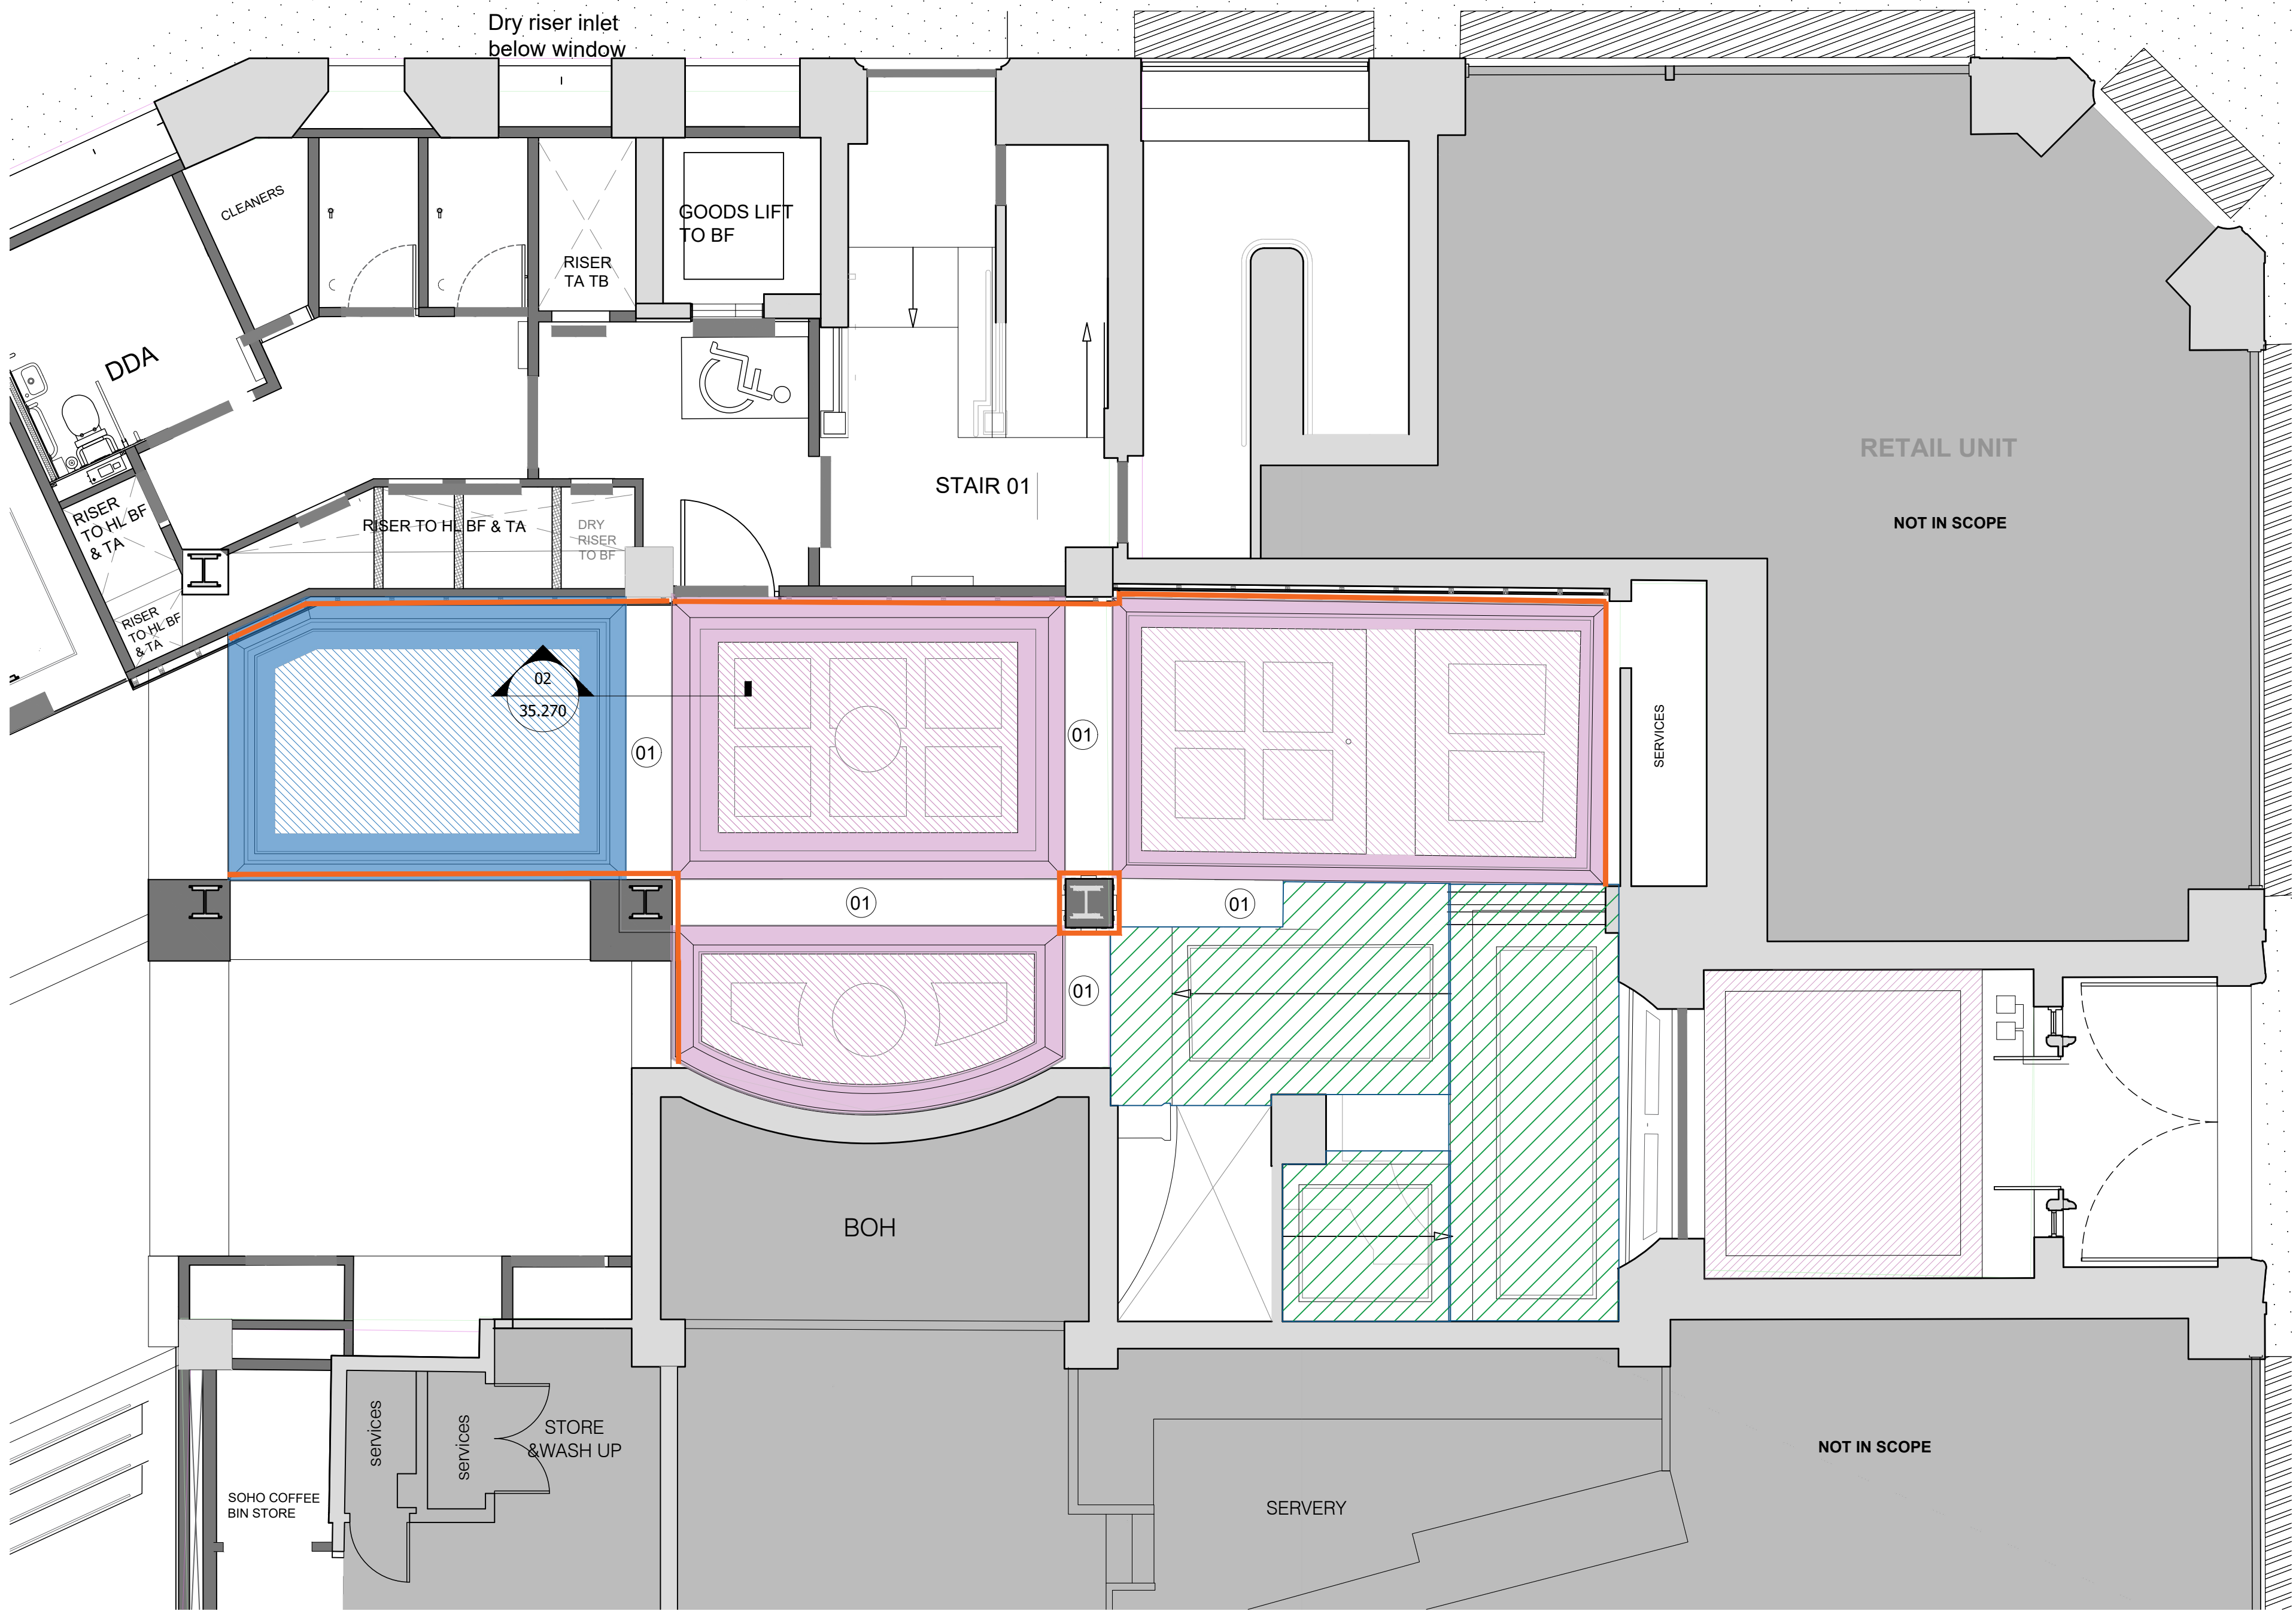 Dry riser inlet
below window
CLEANERS
GOODS LIFT
TO BF
RISER
TA TB
DDA
STAIR 01
RETAIL UNIT
NOT IN SCOPE
RISER
TO HL BF
& TA
RISER TO HL BF & TA
DRY
RISER
TO BF
RISER
TO HL BF
& TA
02
35.270
01
01
SERVICES
01
01
01
BOH
services
services
STORE
&WASH UP
SOHO COFFEE
BIN STORE
SERVERY
NOT IN SCOPE